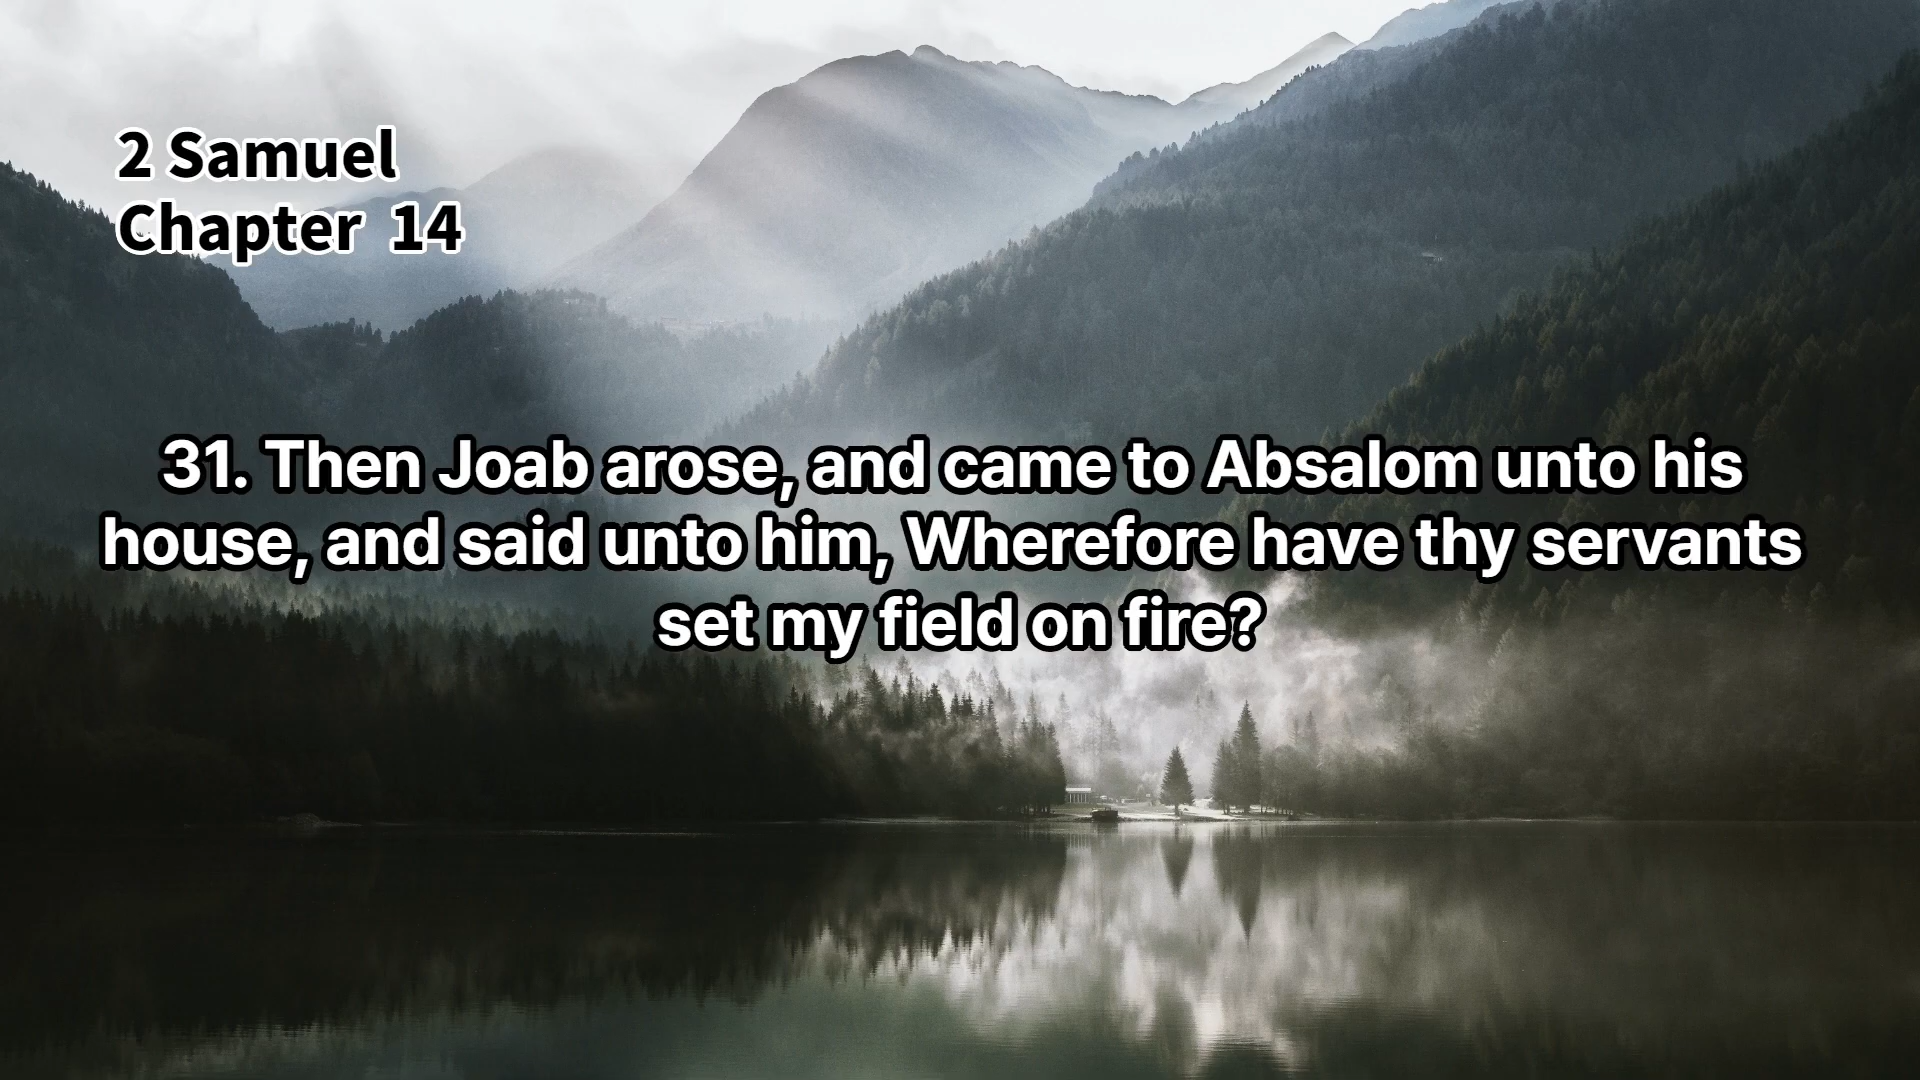 2 Samuel
Chapter 14
31. Then Joab arose, and came to Absalom unto his
house, and said unto him, Wherefore have thy servants
set my field on fire?